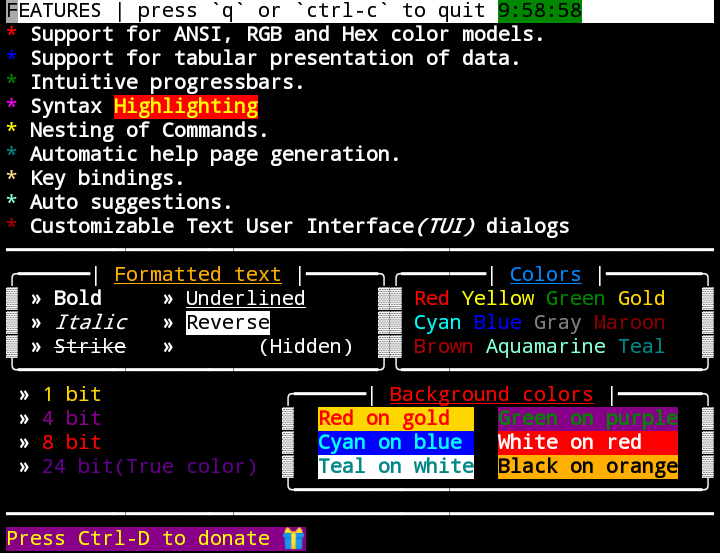 FEATURES | press `q` or `ctrl-c` to quit 9:58:58
* Support for ANSI, RGB and Hex color models.
* Support for tabular presentation of data.
* Intuitive progressbars.
* Syntax Highlighting
* Nesting of Commands.
* Automatic help page generation.
* Key bindings.
* Auto suggestions.
* Customizable Text User Interface(TUI) dialogs
| Formatted text |
» Bold » Underlined
» Italic » Reverse
» Strike » (Hidden)
| Colors |
Red Yellow Green Gold
Cyan Blue Gray Maroon
Brown Aquamarine Teal
» 1 bit
» 4 bit
» 8 bit
» 24 bit(True color)
| Background colors |
Red on gold Green on purple
Cyan on blue White on red
Teal on white Black on orange
Press Ctrl-D to donate 🎁